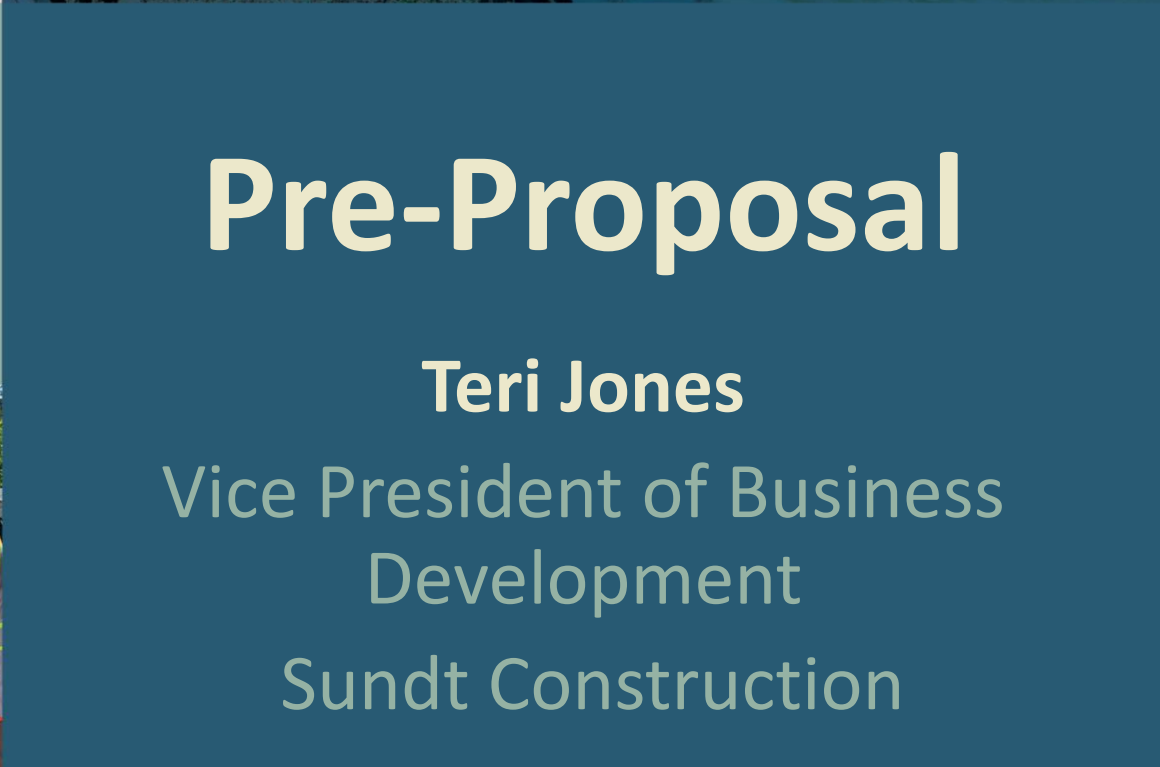 Pre-Proposal
Teri Jones
Vice President of Business
Development
Sundt Construction